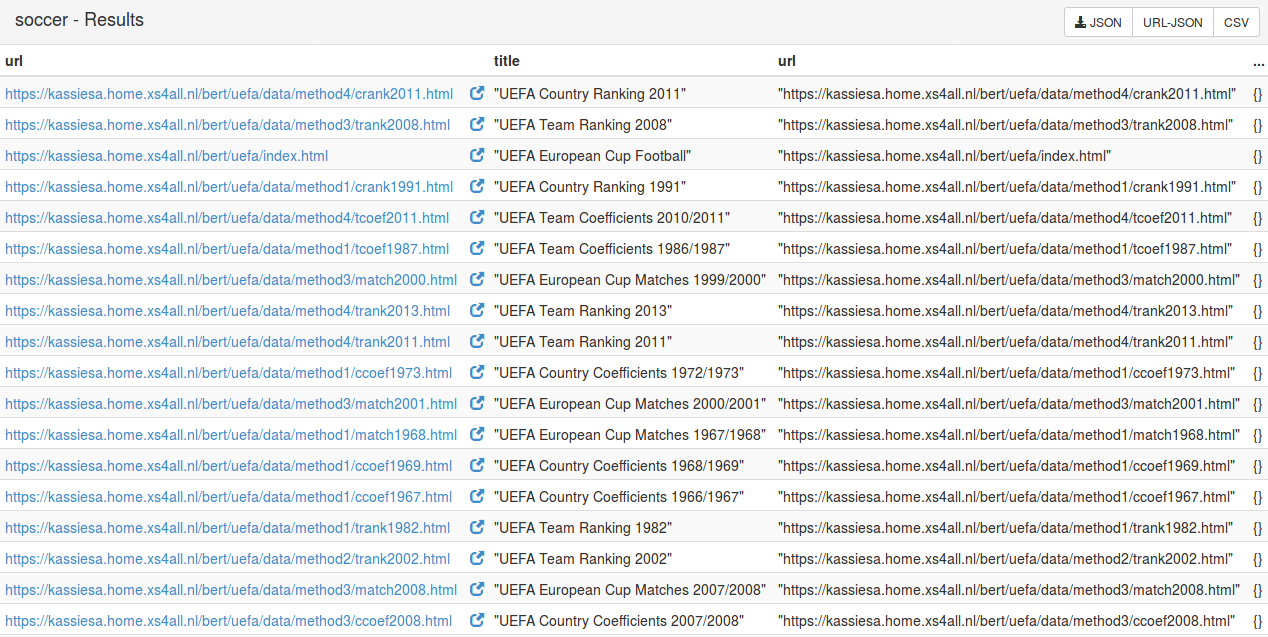 soccer - Results JSON URL-JSON CSV
url title url ...
https://kassiesa.home.xs4all.nl/bert/uefa/data/method4/crank2011.html "UEFA Country Ranking 2011" "https://kassiesa.home.xs4all.nl/bert/uefa/data/method4/crank2011.html" {}
https://kassiesa.home.xs4all.nl/bert/uefa/data/method3/trank2008.html "UEFA Team Ranking 2008" "https://kassiesa.home.xs4all.nl/bert/uefa/data/method3/trank2008.html" {}
https://kassiesa.home.xs4all.nl/bert/uefa/index.html "UEFA European Cup Football" "https://kassiesa.home.xs4all.nl/bert/uefa/index.html" {}
https://kassiesa.home.xs4all.nl/bert/uefa/data/method1/crank1991.html "UEFA Country Ranking 1991" "https://kassiesa.home.xs4all.nl/bert/uefa/data/method1/crank1991.html" {}
https://kassiesa.home.xs4all.nl/bert/uefa/data/method4/tcoef2011.html "UEFA Team Coefficients 2010/2011" "https://kassiesa.home.xs4all.nl/bert/uefa/data/method4/tcoef2011.html" {}
https://kassiesa.home.xs4all.nl/bert/uefa/data/method1/tcoef1987.html "UEFA Team Coefficients 1986/1987" "https://kassiesa.home.xs4all.nl/bert/uefa/data/method1/tcoef1987.html" {}
https://kassiesa.home.xs4all.nl/bert/uefa/data/method3/match2000.html "UEFA European Cup Matches 1999/2000" "https://kassiesa.home.xs4all.nl/bert/uefa/data/method3/match2000.html" {}
https://kassiesa.home.xs4all.nl/bert/uefa/data/method4/trank2013.html "UEFA Team Ranking 2013" "https://kassiesa.home.xs4all.nl/bert/uefa/data/method4/trank2013.html" {}
https://kassiesa.home.xs4all.nl/bert/uefa/data/method4/trank2011.html "UEFA Team Ranking 2011" "https://kassiesa.home.xs4all.nl/bert/uefa/data/method4/trank2011.html" {}
https://kassiesa.home.xs4all.nl/bert/uefa/data/method1/ccoef1973.html "UEFA Country Coefficients 1972/1973" "https://kassiesa.home.xs4all.nl/bert/uefa/data/method1/ccoef1973.html" {}
https://kassiesa.home.xs4all.nl/bert/uefa/data/method3/match2001.html "UEFA European Cup Matches 2000/2001" "https://kassiesa.home.xs4all.nl/bert/uefa/data/method3/match2001.html" {}
https://kassiesa.home.xs4all.nl/bert/uefa/data/method1/match1968.html "UEFA European Cup Matches 1967/1968" "https://kassiesa.home.xs4all.nl/bert/uefa/data/method1/match1968.html" {}
https://kassiesa.home.xs4all.nl/bert/uefa/data/method1/ccoef1969.html "UEFA Country Coefficients 1968/1969" "https://kassiesa.home.xs4all.nl/bert/uefa/data/method1/ccoef1969.html" {}
https://kassiesa.home.xs4all.nl/bert/uefa/data/method1/ccoef1967.html "UEFA Country Coefficients 1966/1967" "https://kassiesa.home.xs4all.nl/bert/uefa/data/method1/ccoef1967.html" {}
https://kassiesa.home.xs4all.nl/bert/uefa/data/method1/trank1982.html "UEFA Team Ranking 1982" "https://kassiesa.home.xs4all.nl/bert/uefa/data/method1/trank1982.html" {}
https://kassiesa.home.xs4all.nl/bert/uefa/data/method2/trank2002.html "UEFA Team Ranking 2002" "https://kassiesa.home.xs4all.nl/bert/uefa/data/method2/trank2002.html" {}
https://kassiesa.home.xs4all.nl/bert/uefa/data/method3/match2008.html "UEFA European Cup Matches 2007/2008" "https://kassiesa.home.xs4all.nl/bert/uefa/data/method3/match2008.html" {}
https://kassiesa.home.xs4all.nl/bert/uefa/data/method3/ccoef2008.html "UEFA Country Coefficients 2007/2008" "https://kassiesa.home.xs4all.nl/bert/uefa/data/method3/ccoef2008.html" {}